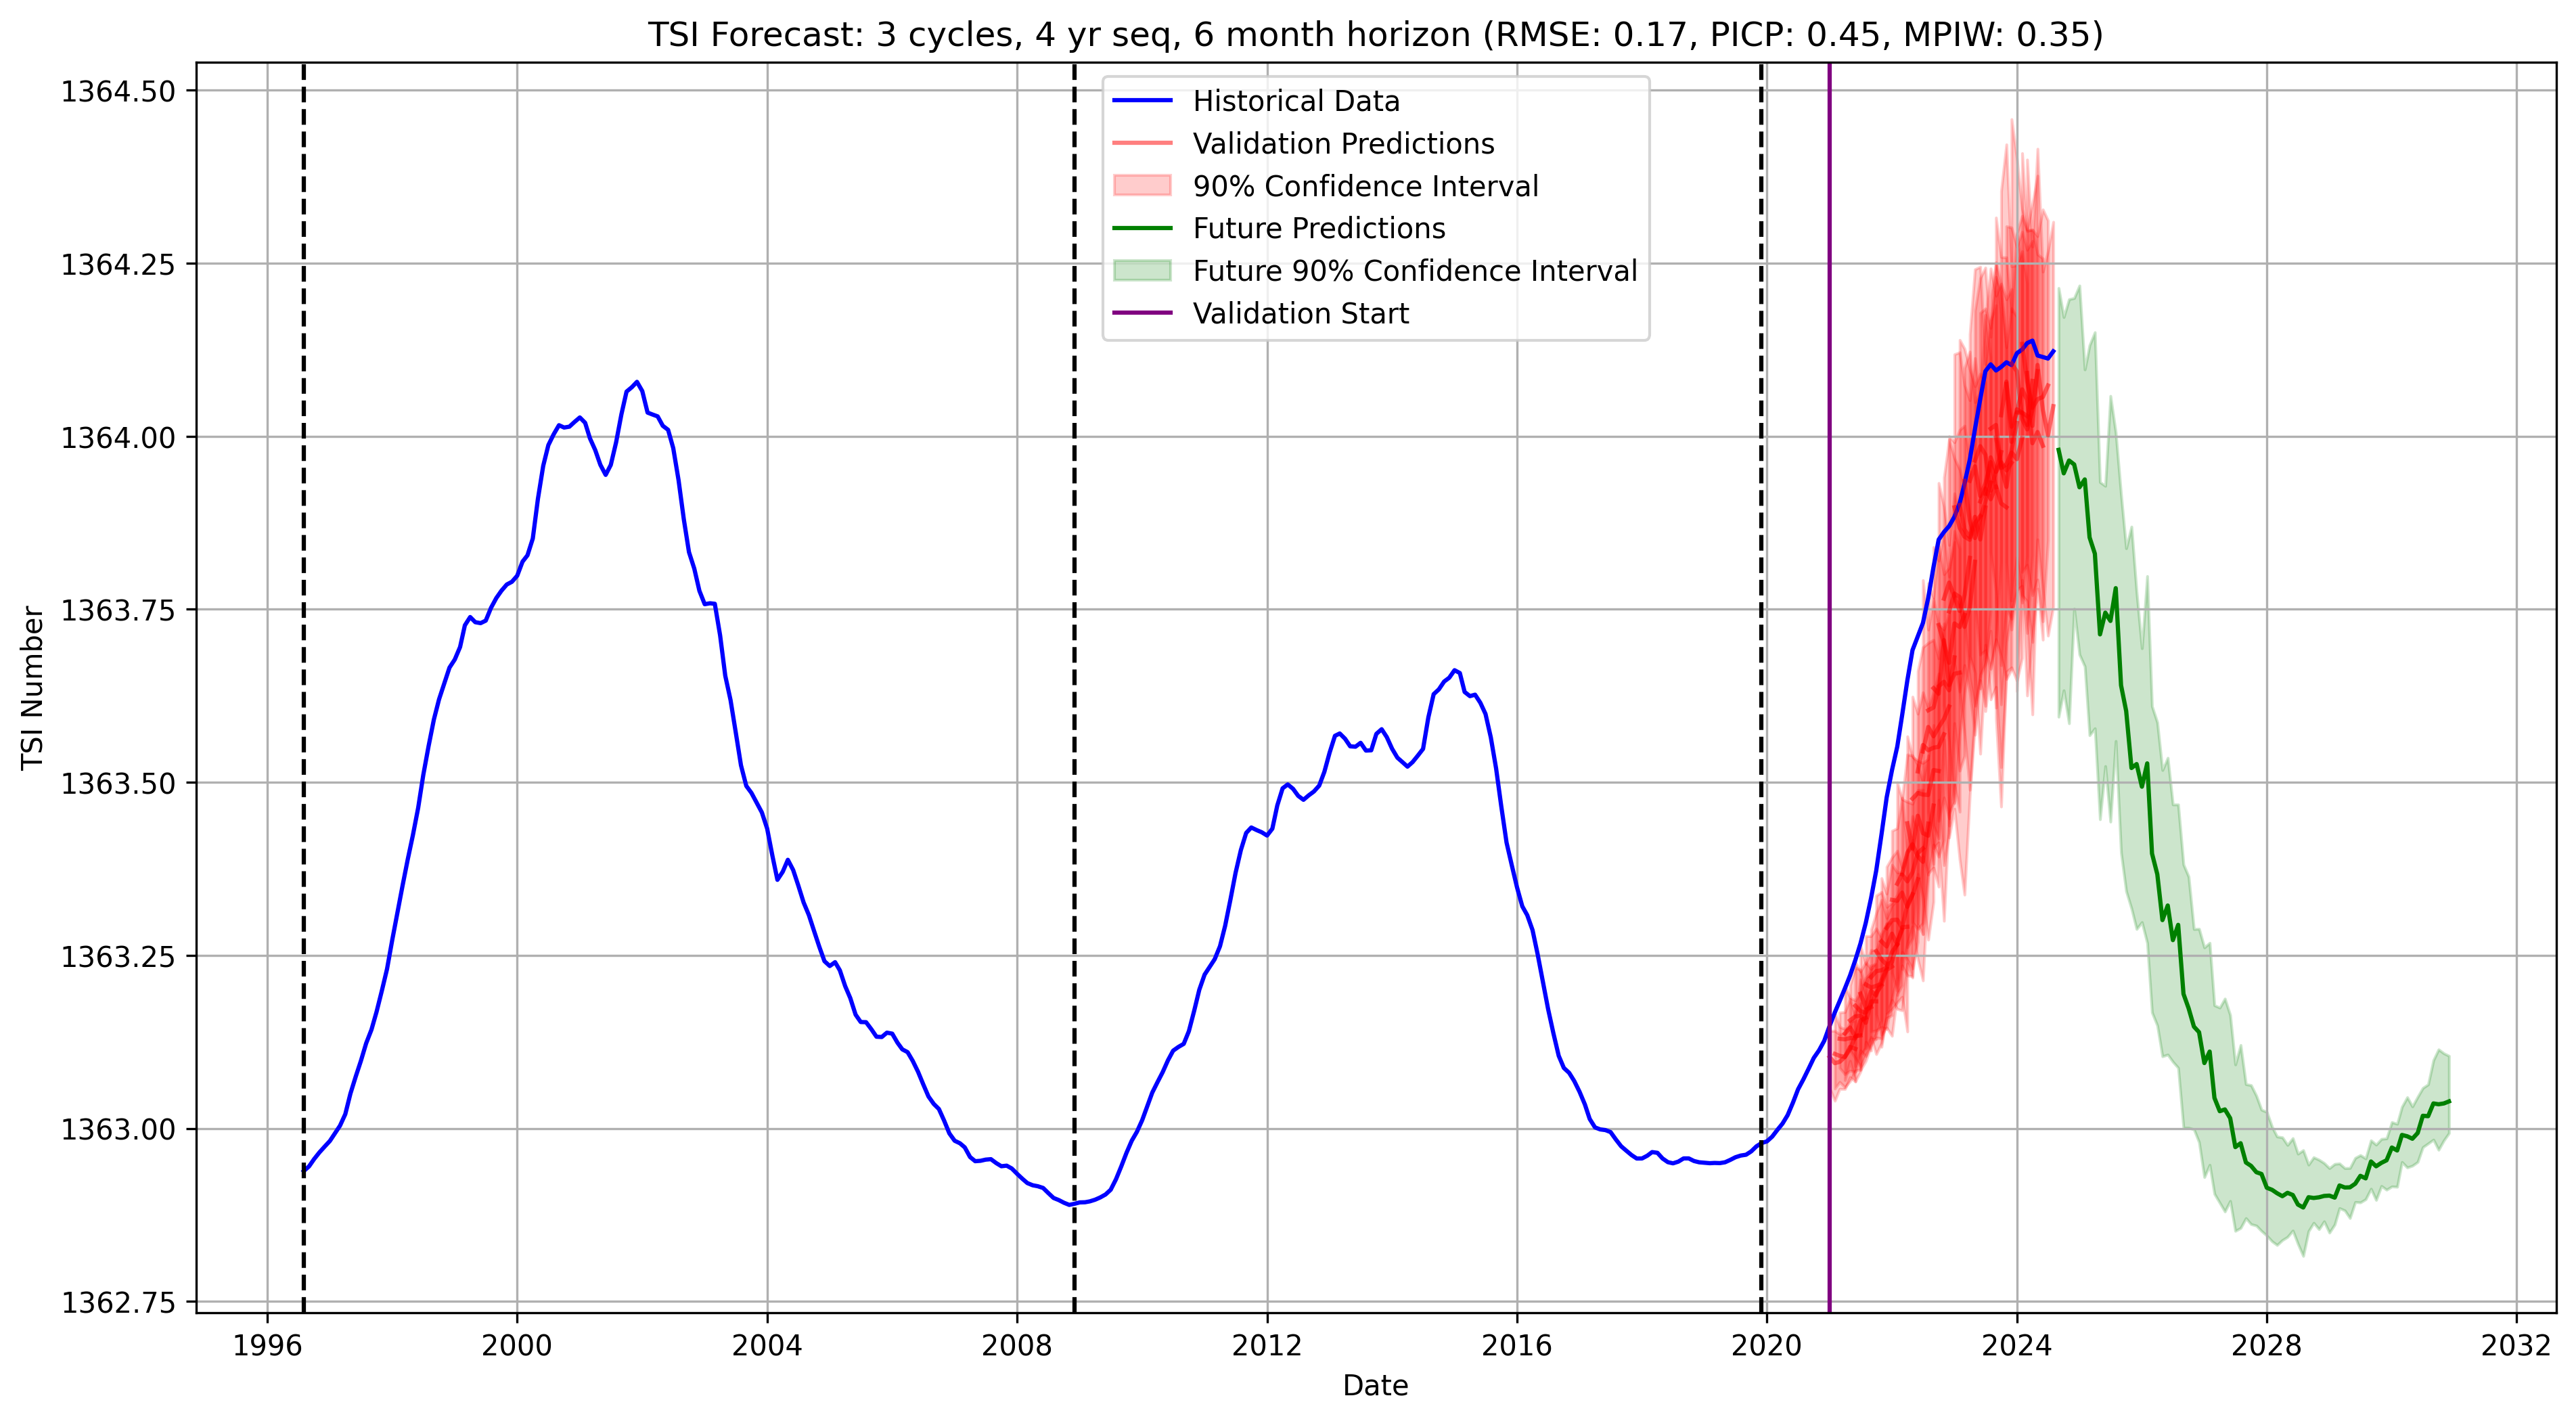 TSI Forecast: 3 cycles, 4 yr seq, 6 month horizon (RMSE: 0.17, PICP: 0.45, MPIW: 0.35)
Historical Data
Validation Predictions
90% Confidence Interval
Future Predictions
Future 90% Confidence Interval
Validation Start
TSI Number
1364.50
1364.25
1364.00
1363.75
1363.50
1363.25
1363.00
1362.75
1996 2000 2004 2008 2012 2016 2020 2024 2028 2032
Date